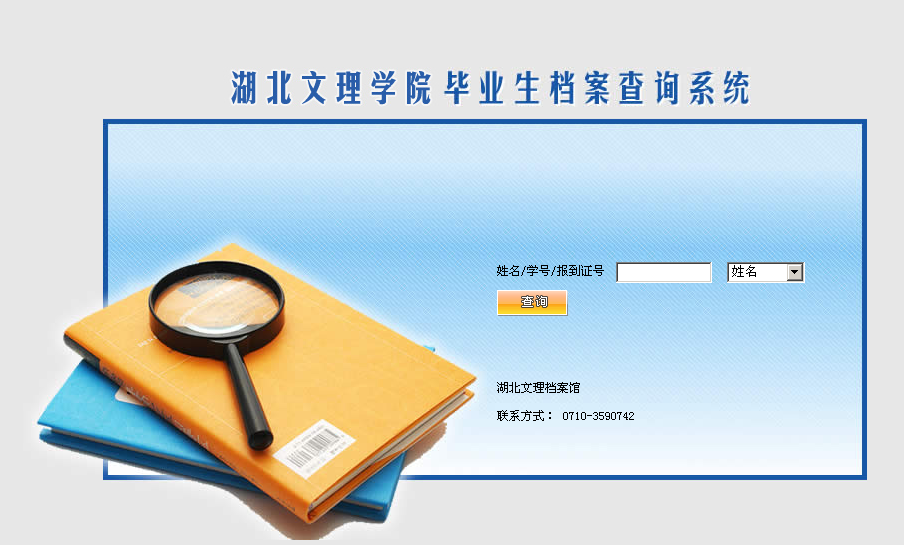 湖北文理学院毕业生档案查询系统
姓名/学号/报到证号 姓名
查询
湖北文理档案馆
联系方式： 0710-3590742